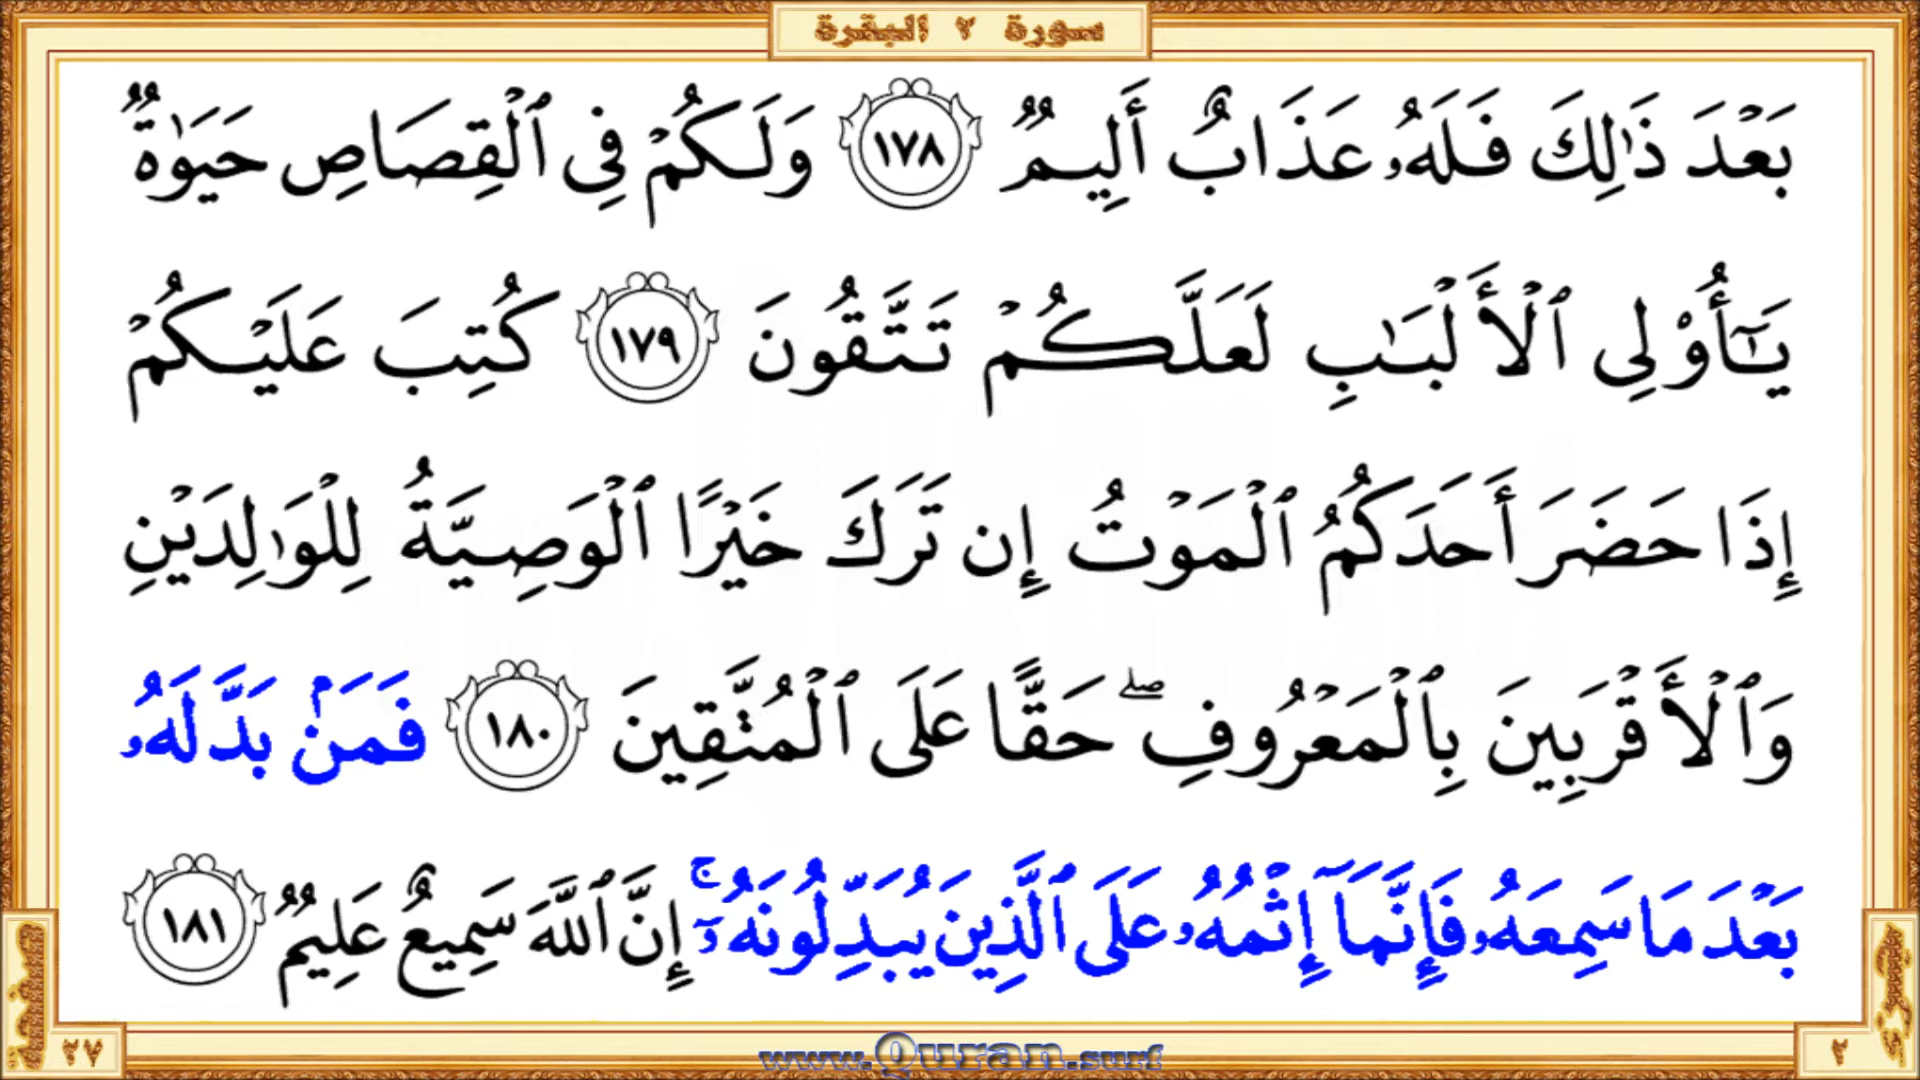 سورة ٢ البقرة
بَعْدَ ذَٰلِكَ فَلَهُۥ عَذَابٌ أَلِيمٌ ١٧٨ وَلَكُمْ فِى ٱلْقِصَاصِ حَيَوٰةٌ
يَـٰٓأُو۟لِى ٱلْأَلْبَـٰبِ لَعَلَّكُمْ تَتَّقُونَ ١٧٩ كُتِبَ عَلَيْكُمْ
إِذَا حَضَرَ أَحَدَكُمُ ٱلْمَوْتُ إِن تَرَكَ خَيْرًا ٱلْوَصِيَّةُ لِلْوَٰلِدَيْنِ
وَٱلْأَقْرَبِينَ بِٱلْمَعْرُوفِ ۖ حَقًّا عَلَى ٱلْمُتَّقِينَ ١٨٠ فَمَنۢ بَدَّلَهُۥ
بَعْدَ مَا سَمِعَهُۥ فَإِنَّمَآ إِثْمُهُۥ عَلَى ٱلَّذِينَ يُبَدِّلُونَهُۥٓ ۚ إِنَّ ٱللَّهَ سَمِيعٌ عَلِيمٌ ١٨١
٢
www.Quran.surf
صفحة
٢٧